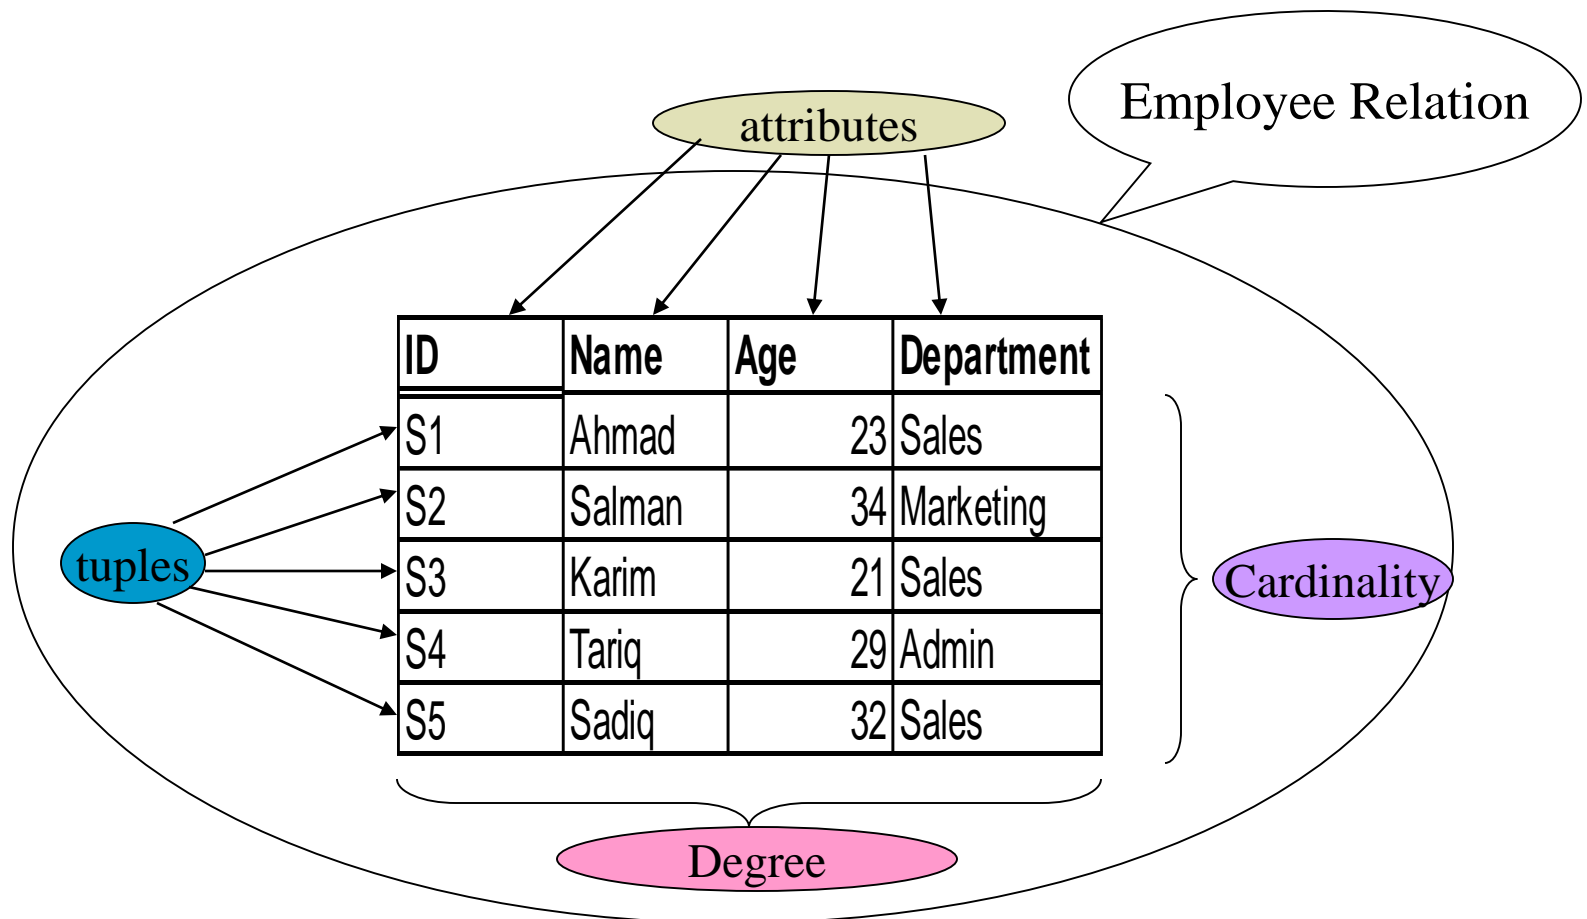 Employee Relation
attributes
ID Name Age Department
S1 Ahmad 23 Sales
S2 Salman 34 Marketing
tuples
S3 Karim 21 Sales
Cardinality
S4 Tariq 29 Admin
S5 Sadiq 32 Sales
Degree